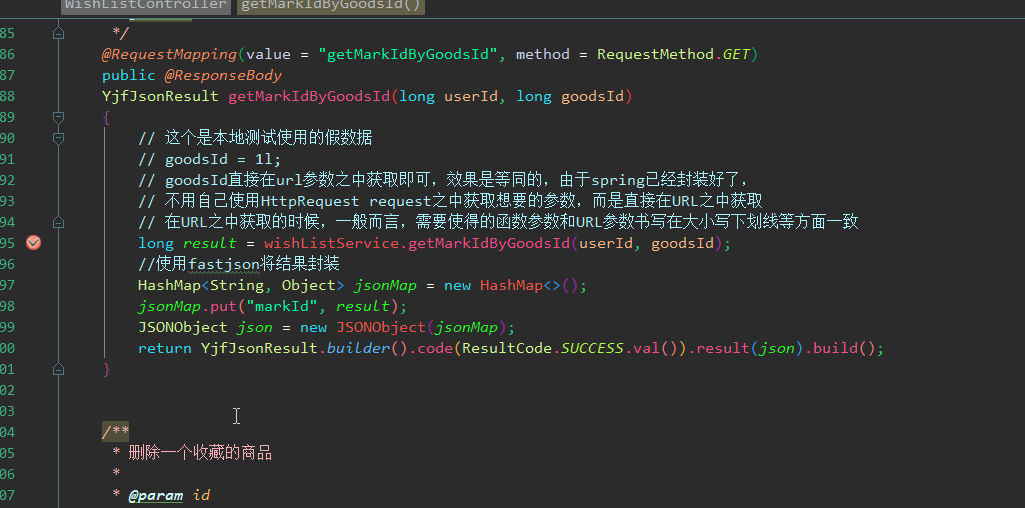 WishListController getMarkIdByGoodsId()
85 */
86 @RequestMapping(value = "getMarkIdByGoodsId", method = RequestMethod.GET)
87 public @ResponseBody
88 YjfJsonResult getMarkIdByGoodsId(long userId, long goodsId)
89 {
90 // 这个是本地测试使用的假数据
91 // goodsId = 1l;
92 // goodsId直接在url参数之中获取即可，效果是等同的，由于spring已经封装好了，
93 // 不用自己使用HttpRequest request之中获取想要的参数，而是直接在URL之中获取
94 // 在URL之中获取的时候，一般而言，需要使得的函数参数和URL参数书写在大小写下划线等方面一致
95 long result = wishListService.getMarkIdByGoodsId(userId, goodsId);
96 //使用fastjson将结果封装
97 HashMap<String, Object> jsonMap = new HashMap<>();
98 jsonMap.put("markId", result);
99 JSONObject json = new JSONObject(jsonMap);
00 return YjfJsonResult.builder().code(ResultCode.SUCCESS.val()).result(json).build();
01 }
02
03
04 /**
05 * 删除一个收藏的商品
06 *
07 * @param id